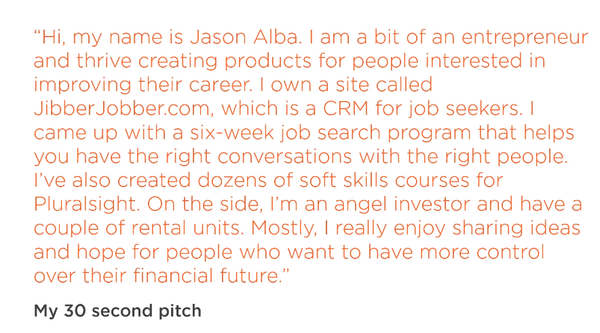 “Hi, my name is Jason Alba. I am a bit of an entrepreneur
and thrive creating products for people interested in
improving their career. I own a site called
JibberJobber.com, which is a CRM for job seekers. I
came up with a six-week job search program that helps
you have the right conversations with the right people.
I’ve also created dozens of soft skills courses for
Pluralsight. On the side, I’m an angel investor and have a
couple of rental units. Mostly, I really enjoy sharing ideas
and hope for people who want to have more control
over their financial future.”
My 30 second pitch